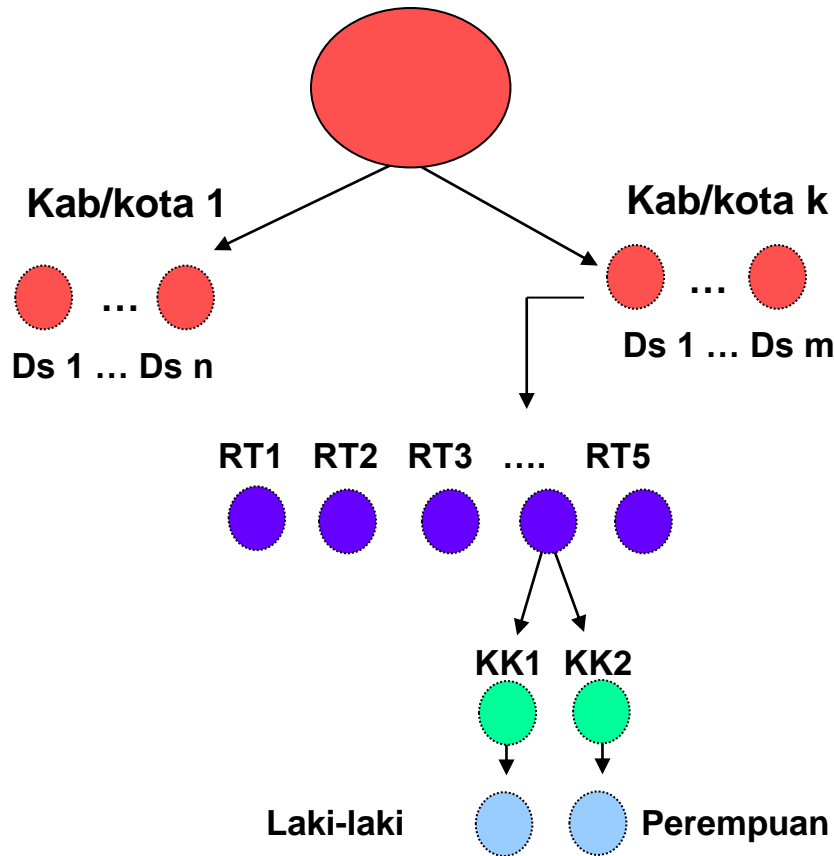 Kab/kota 1
Kab/kota k
...
...
Ds 1 ... Ds n
Ds 1 ... Ds m
RT1 RT2 RT3 .... RT5
KK1 KK2
Laki-laki
Perempuan